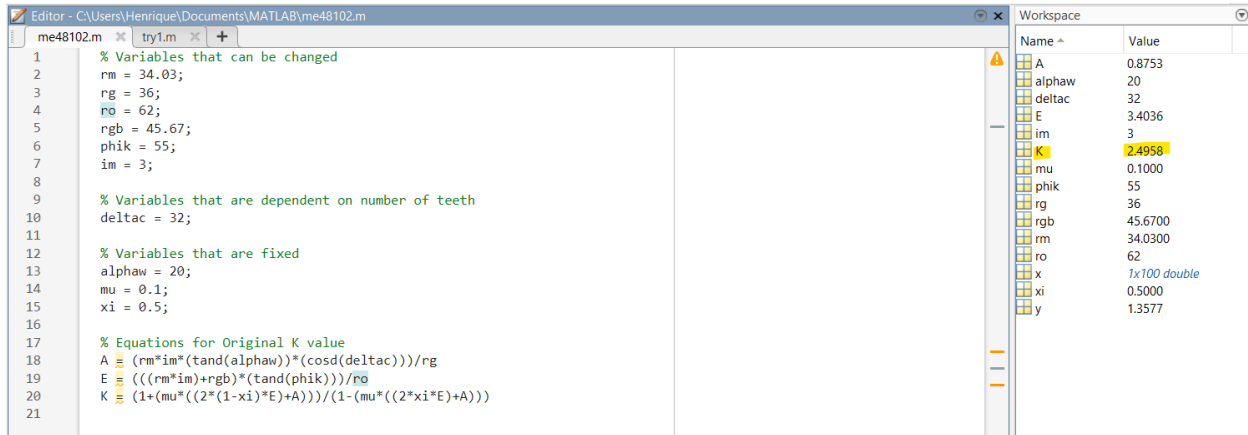 Editor - C:\Users\Henrique\Documents\MATLAB\me48102.m
me48102.m × try1.m × +
1 % Variables that can be changed
2 rm = 34.03;
3 rg = 36;
4 ro = 62;
5 rgb = 45.67;
6 phik = 55;
7 im = 3;
8
9 % Variables that are dependent on number of teeth
10 deltac = 32;
11
12 % Variables that are fixed
13 alphaw = 20;
14 mu = 0.1;
15 xi = 0.5;
16
17 % Equations for Original K value
18 A = (rm*im*(tand(alphaw))*(cosd(deltac)))/rg
19 E = (((rm*im)+rgb)*(tand(phik)))/ro
20 K = (1+(mu*((2*(1-xi)*E)+A)))/(1-(mu*((2*xi*E)+A)))
21
Workspace
Name Value
A 0.8753
alphaw 20
deltac 32
E 3.4036
im 3
K 2.4958
mu 0.1000
phik 55
rg 36
rgb 45.6700
rm 34.0300
ro 62
x 1x100 double
xi 0.5000
y 1.3577